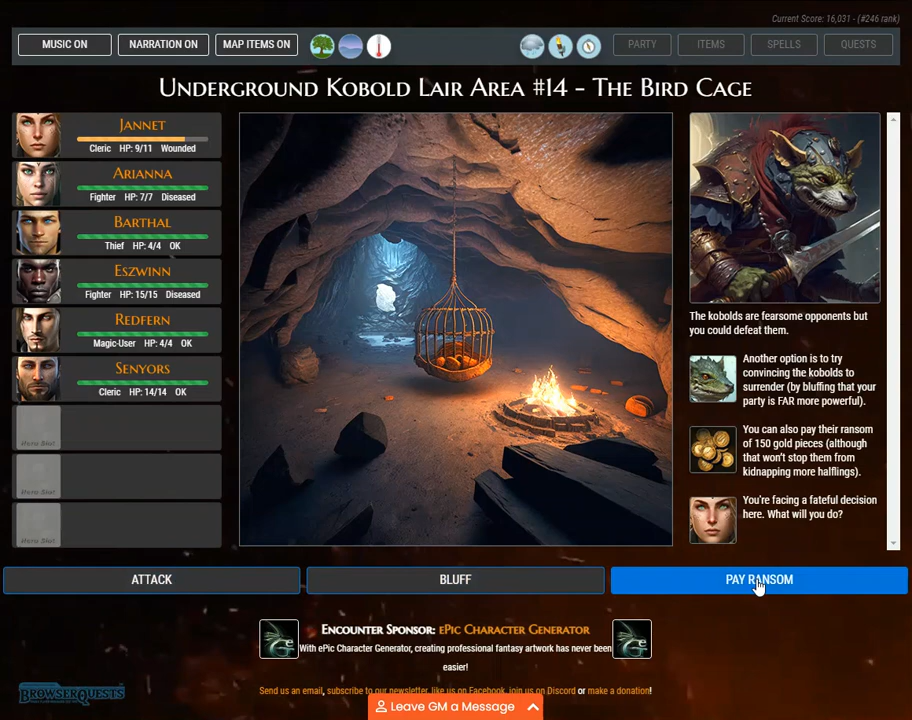 Current Score: 16,031 - (#246 rank)
MUSIC ON NARRATION ON MAP ITEMS ON PARTY ITEMS SPELLS QUESTS
Underground Kobold Lair Area #14 - The Bird Cage
Jannet
Cleric HP: 9/11 Wounded
Arianna
Fighter HP: 7/7 Diseased
Barthal
Thief HP: 4/4 OK
Eszwinn
Fighter HP: 15/15 Diseased
Redfern
Magic-User HP: 4/4 OK
Senyors
Cleric HP: 14/14 OK
Hero Slot
Hero Slot
Hero Slot
The kobolds are fearsome opponents but
you could defeat them.
Another option is to try
convincing the kobolds to
surrender (by bluffing that your
party is FAR more powerful).
You can also pay their ransom
of 150 gold pieces (although
that won't stop them from
kidnapping more halflings).
You're facing a fateful decision
here. What will you do?
ATTACK BLUFF PAY RANSOM
Encounter Sponsor: ePic Character Generator
With ePic Character Generator, creating professional fantasy artwork has never been
easier!
Send us an email, subscribe to our newsletter, like us on Facebook, join us on Discord or make a donation!
BrowserQuests
Leave GM a Message